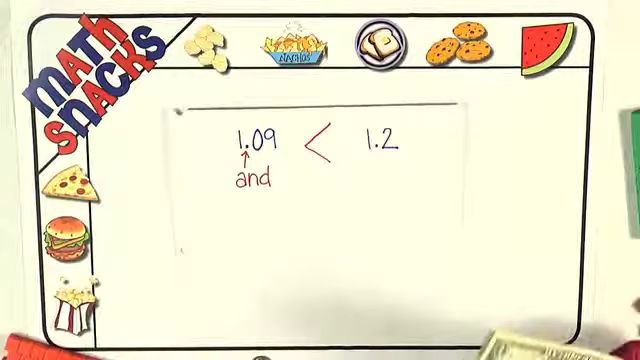 MATH
SNACKS
NACHOS
1.09 < 1.2
↑
and